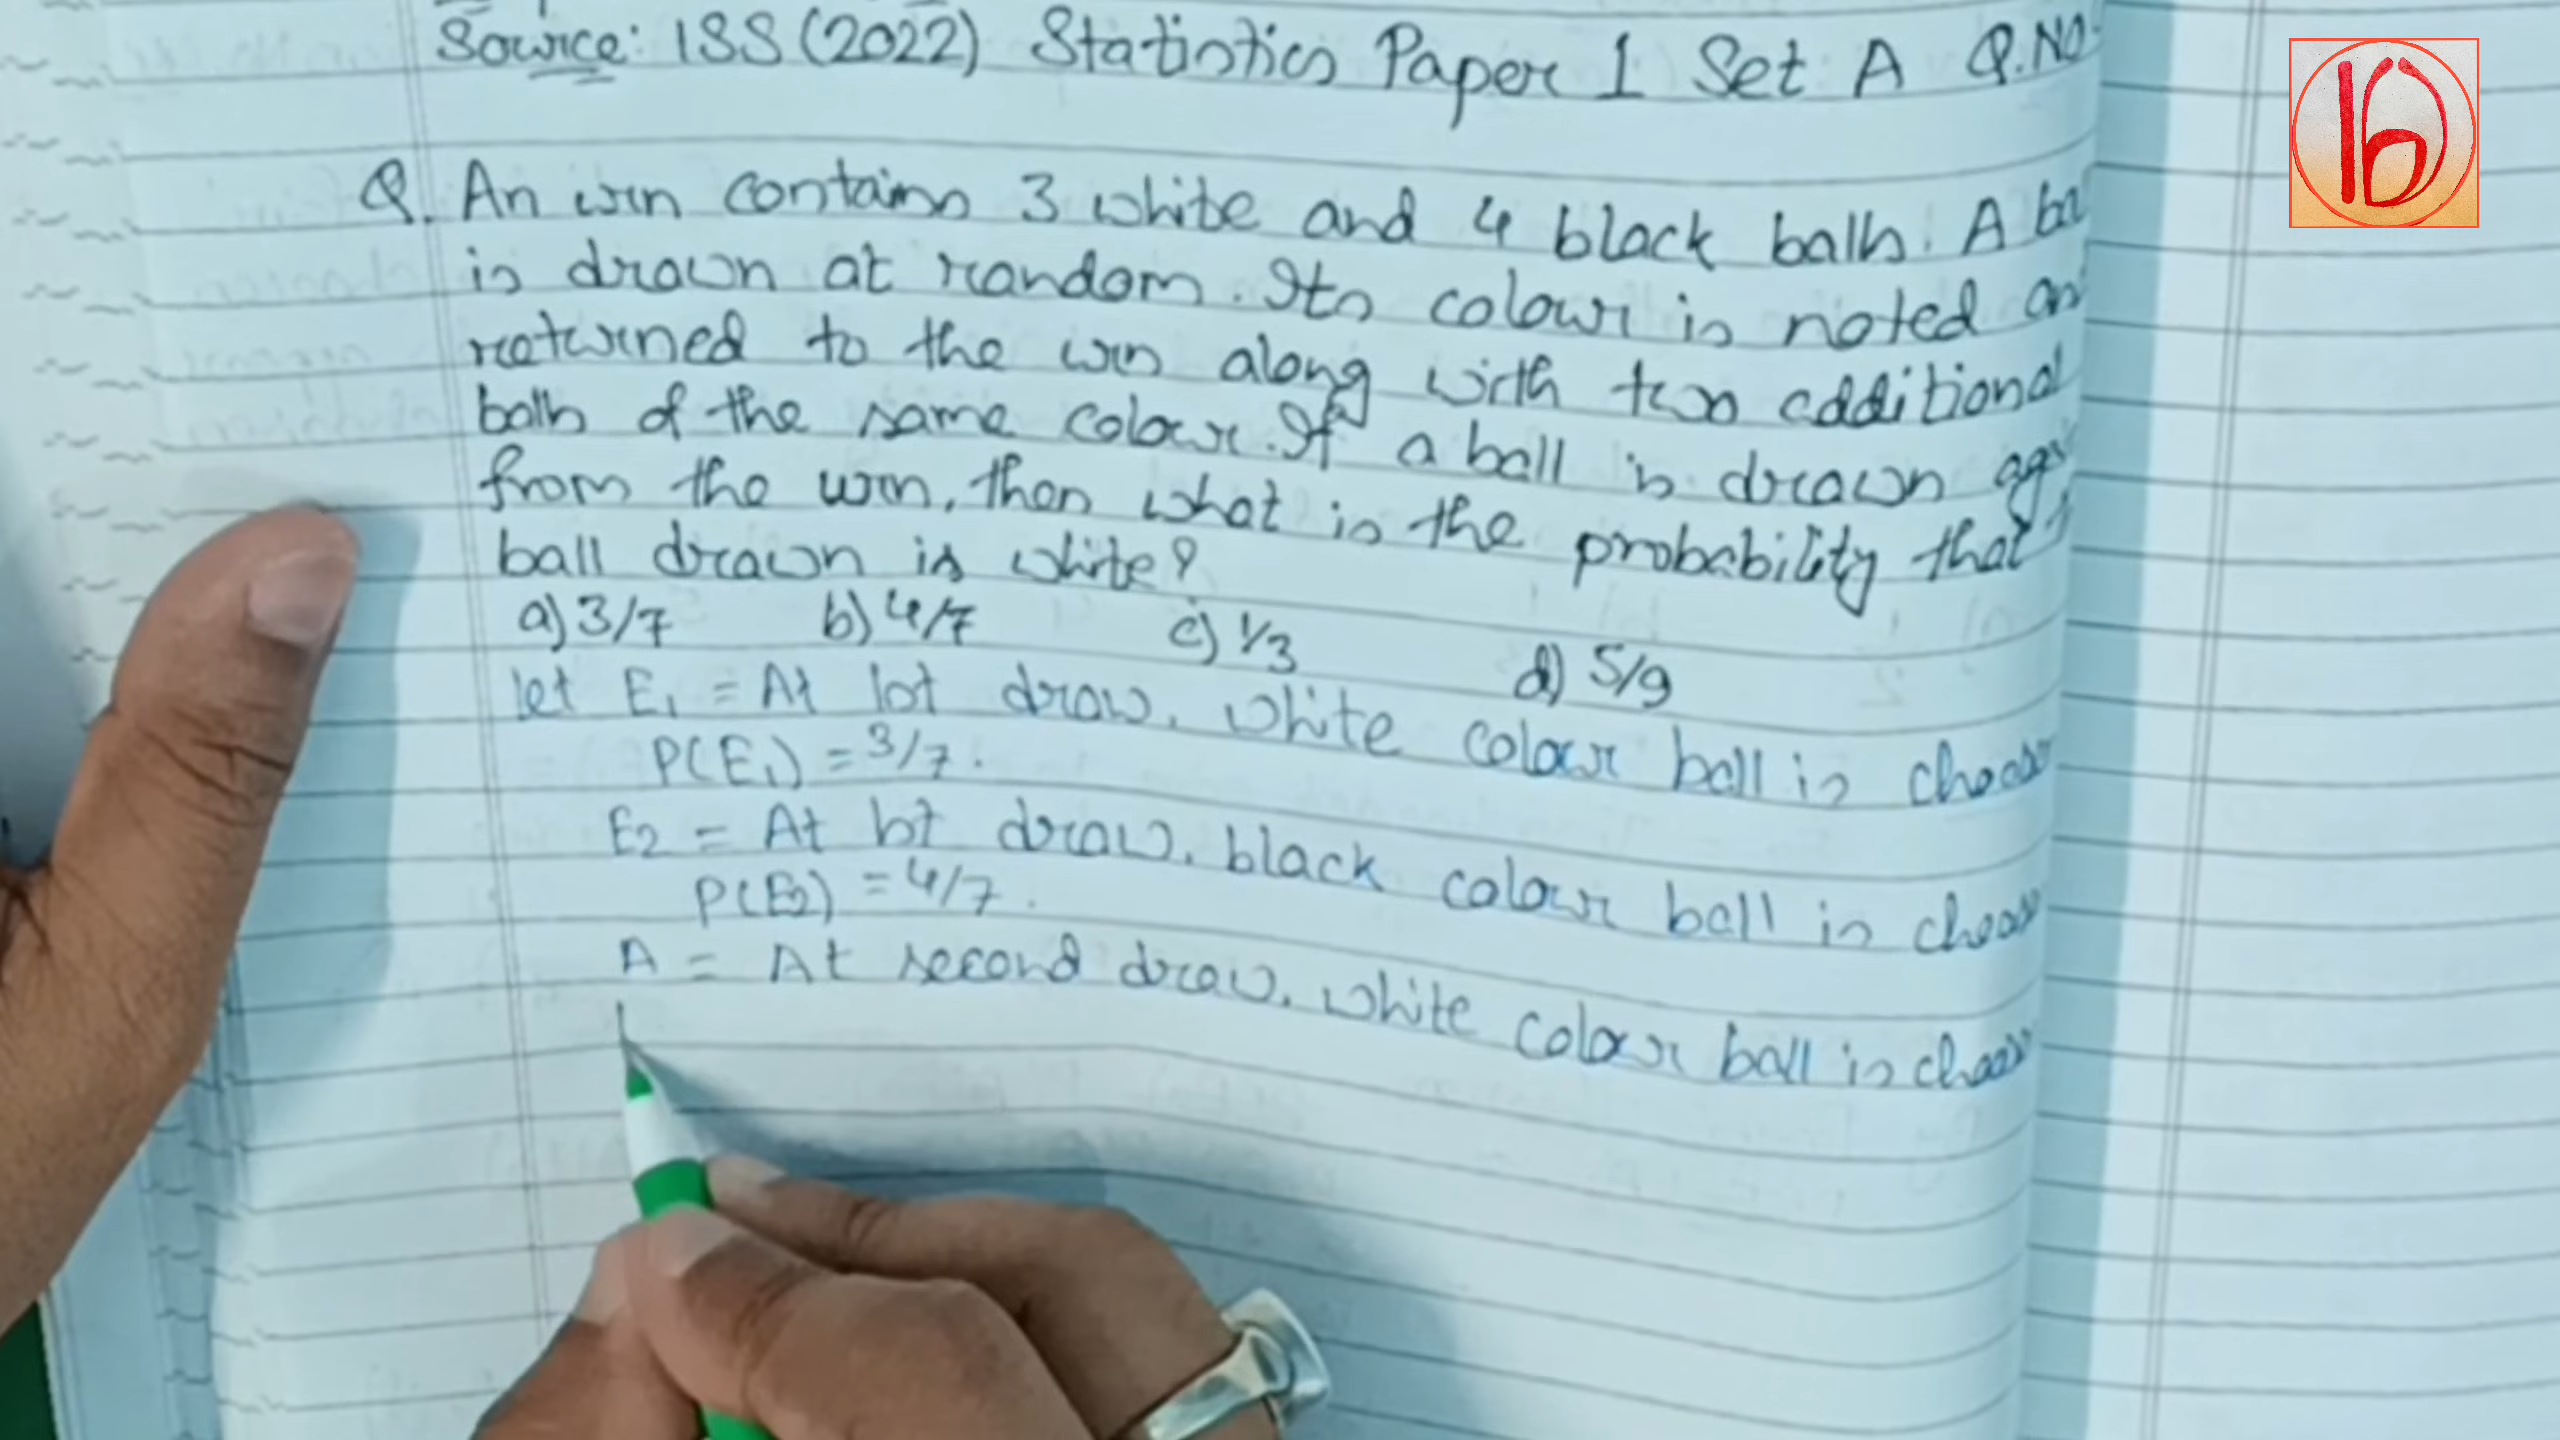 Source: ISS (2022) Statistics Paper 1 Set A Q.No.
Q. An urn contains 3 white and 4 black balls. A
is drawn at random. Its colour is noted
returned to the urn along with two additional
balls of the same colour. If a ball is drawn
from the urn, then what is the probability that
ball drawn is white?
a) 3/7 b) 4/7 c) 1/3 d) 5/9
let E1 = At 1st draw, white colour ball is
P(E1) = 3/7.
E2 = At 1st draw, black colour ball is
P(E2) = 4/7.
A = At second draw, white colour ball is